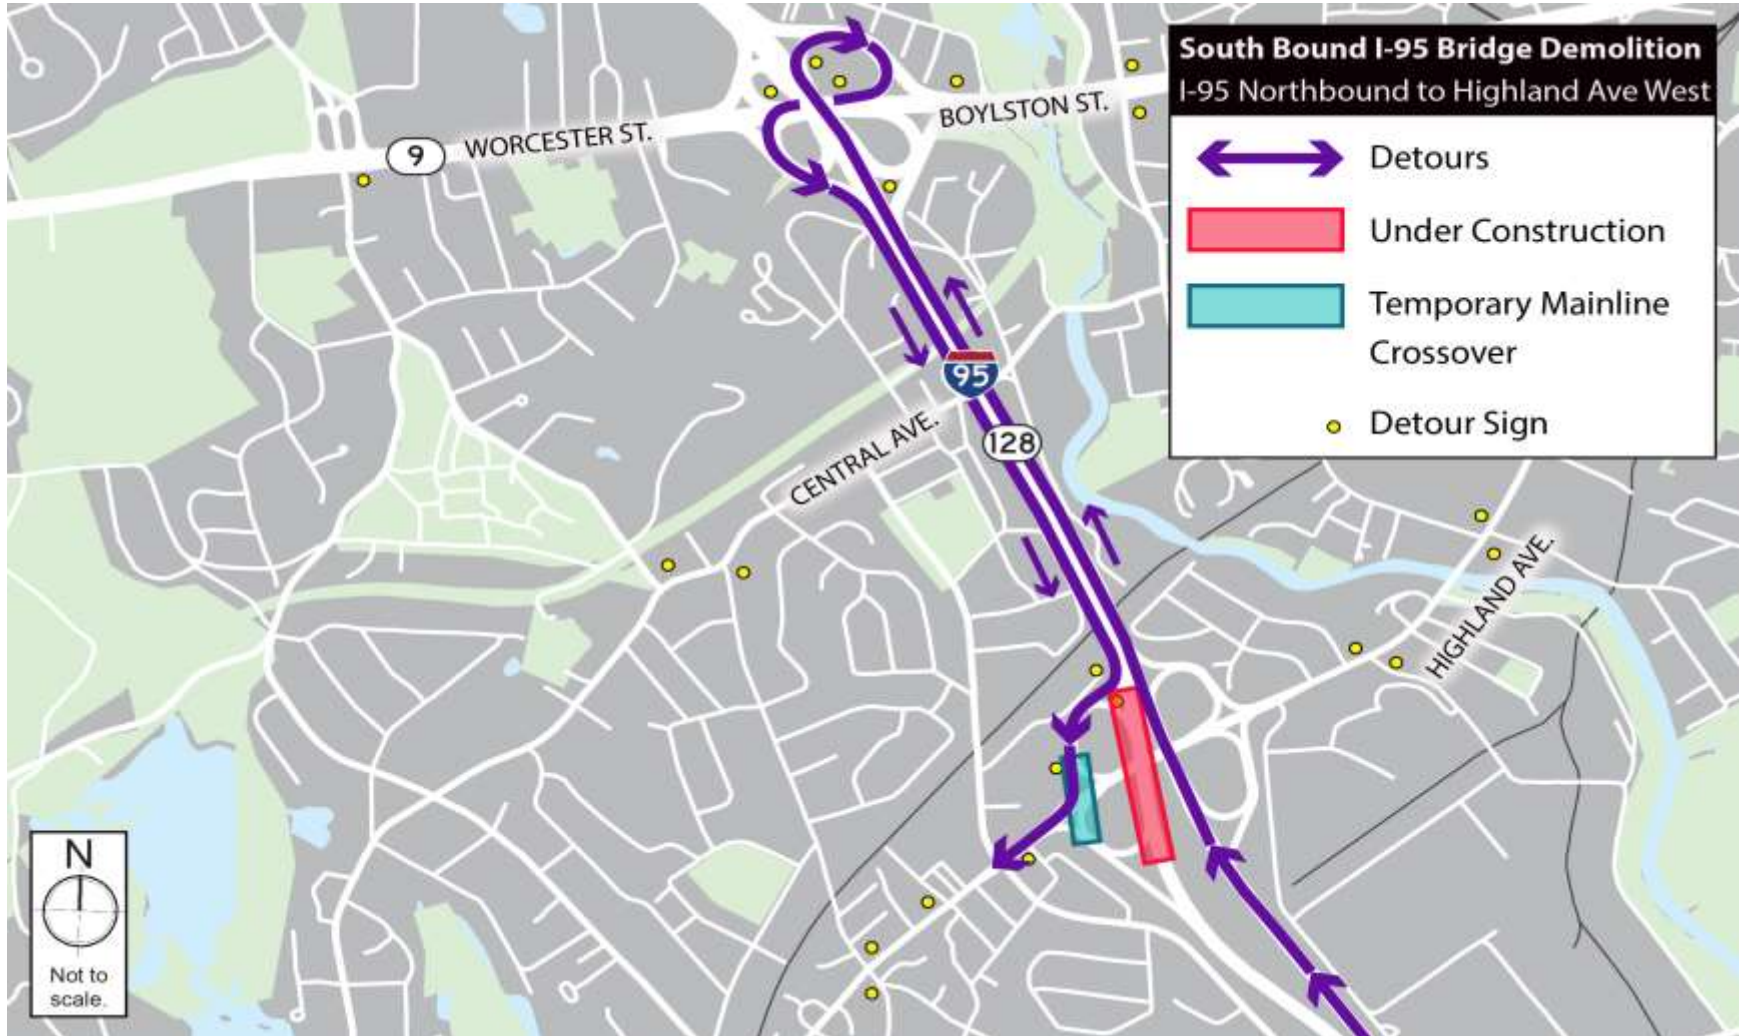 South Bound I-95 Bridge Demolition
I-95 Northbound to Highland Ave West
Detours
Under Construction
Temporary Mainline
Crossover
Detour Sign
BOYLSTON ST.
WORCESTER ST.
9
95
128
CENTRAL AVE.
HIGHLAND AVE.
N
Not to
scale.